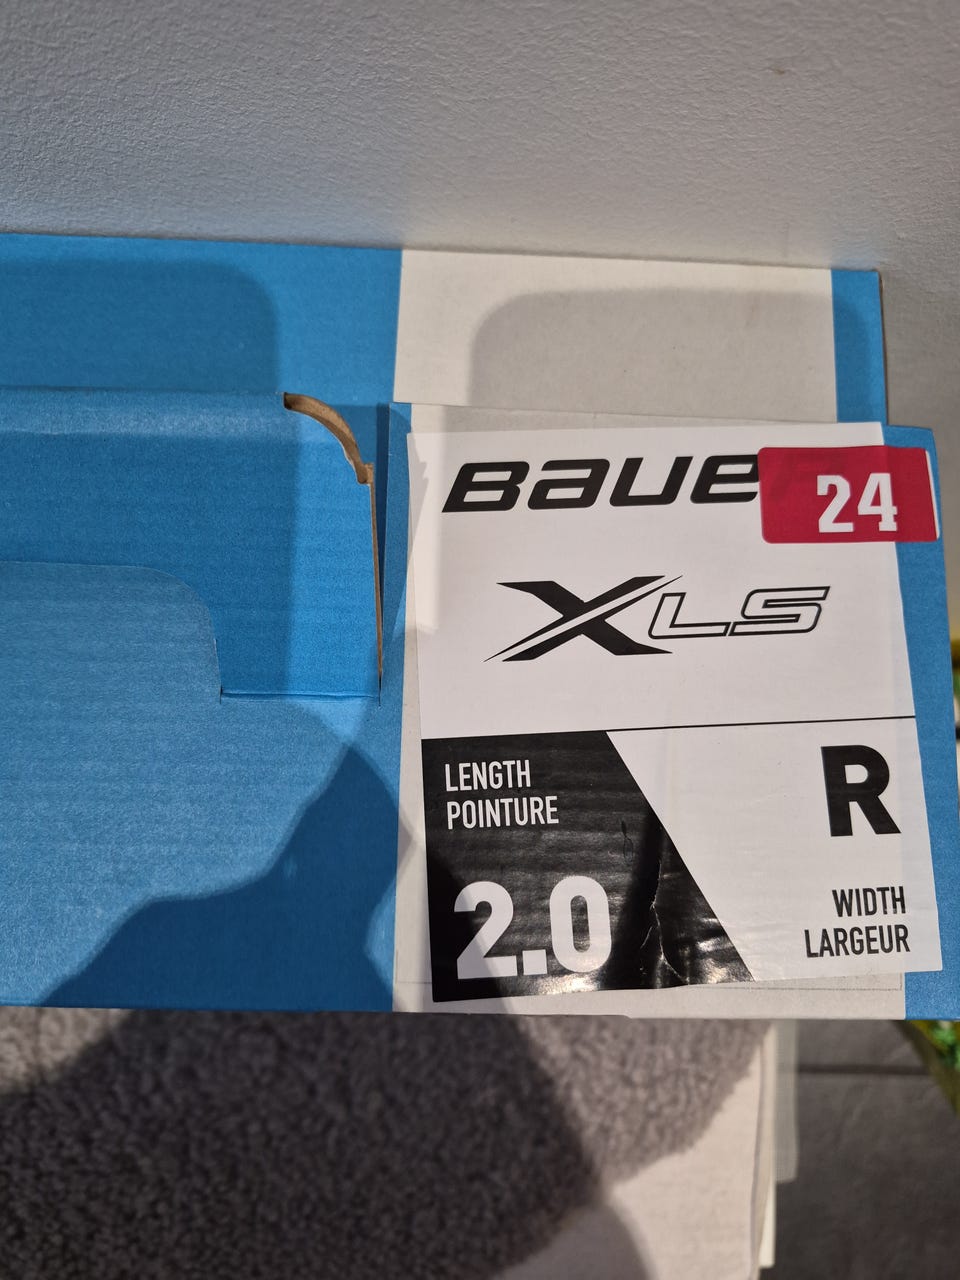 BAUE
24
XLS
LENGTH
POINTURE
2.0
R
WIDTH
LARGEUR